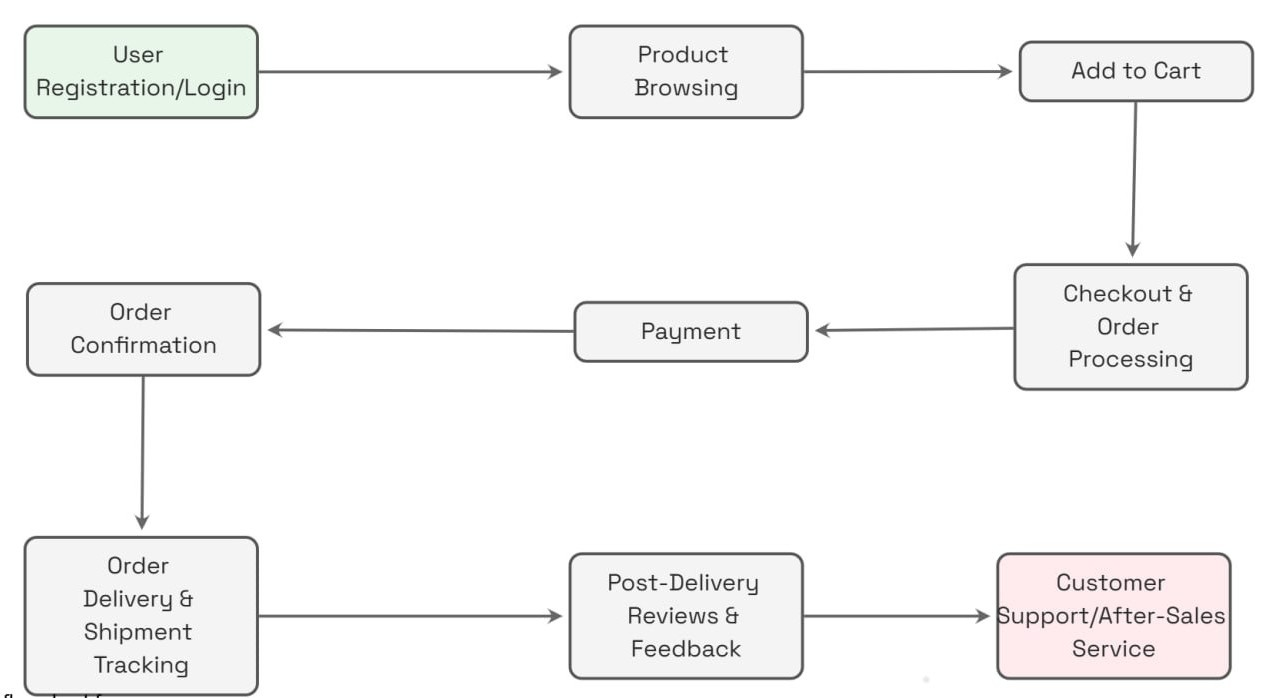 User
Registration/Login
Product
Browsing
Add to Cart
Checkout &
Order
Processing
Payment
Order
Confirmation
Order
Delivery &
Shipment
Tracking
Post-Delivery
Reviews &
Feedback
Customer
Support/After-Sales
Service